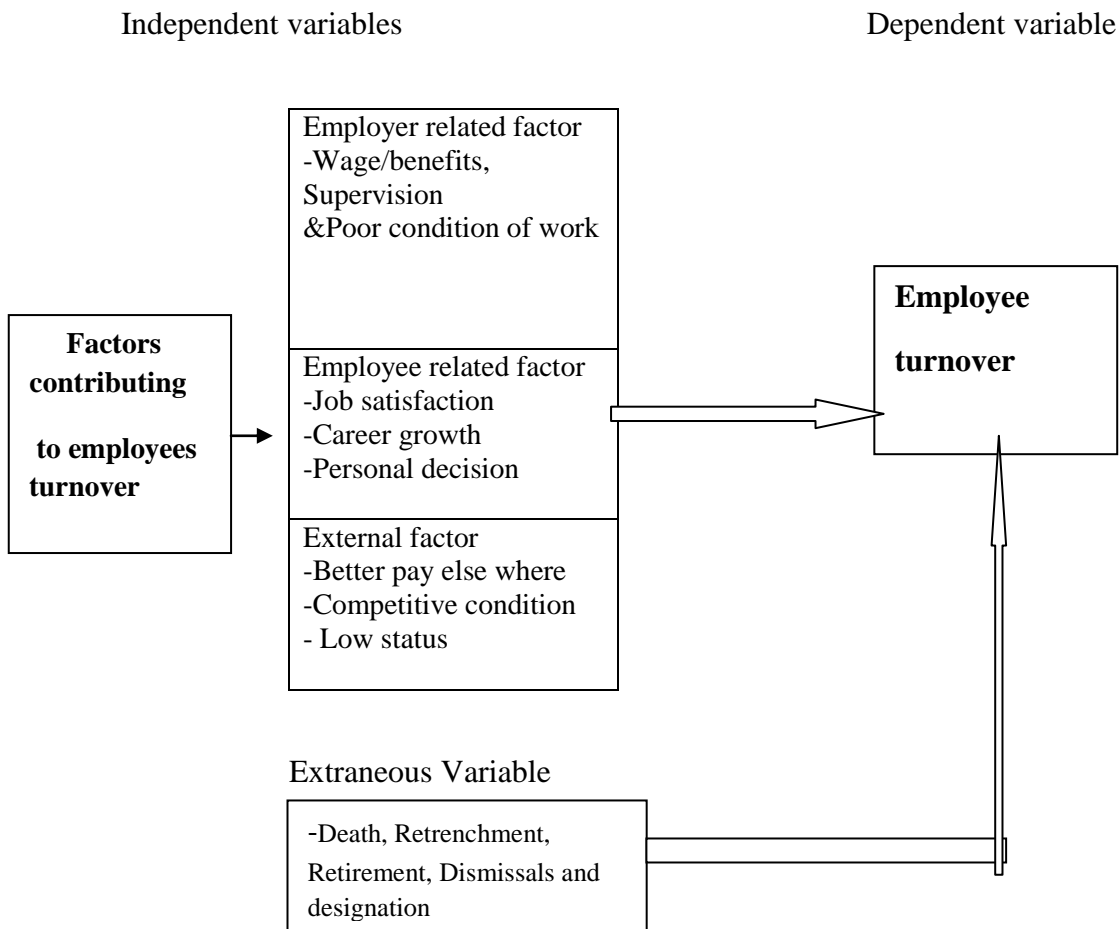 Independent variables
Dependent variable
Employer related factor
-Wage/benefits,
Supervision
&Poor condition of work
Employee
turnover
Factors
contributing
to employees
turnover
Employee related factor
-Job satisfaction
-Career growth
-Personal decision
External factor
-Better pay else where
-Competitive condition
- Low status
Extraneous Variable
-Death, Retrenchment,
Retirement, Dismissals and
designation